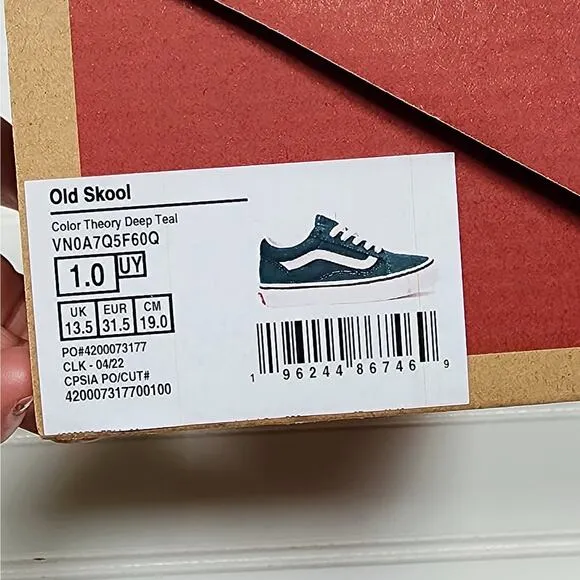 Old Skool
Color Theory Deep Teal
VN0A7Q5F60Q
1.0 UY
UK EUR CM
13.5 31.5 19.0
PO#4200073177
CLK - 04/22
CPSIA PO/CUT#
420007317700100
1 96244 86746 9